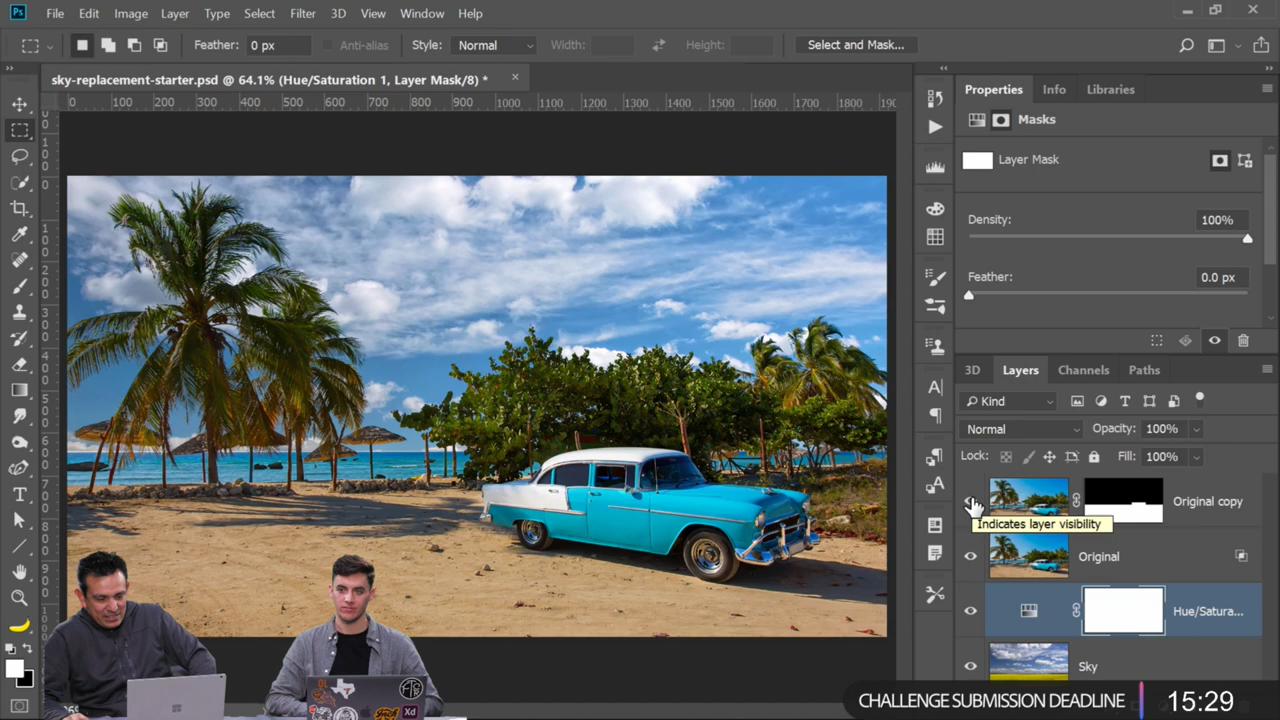 Ps File Edit Image Layer Type Select Filter 3D View Window Help
Feather: 0 px Anti-alias Style: Normal Width: Height: Select and Mask...
sky-replacement-starter.psd @ 64.1% (Hue/Saturation 1, Layer Mask/8) *
0 100 200 300 400 500 600 700 800 900 1000 1100 1200 1300 1400 1500 1600 1700 1800 190
Properties Info Libraries
Masks
Layer Mask
Density: 100%
Feather: 0.0 px
3D Layers Channels Paths
Kind
Normal Opacity: 100%
Lock: Fill: 100%
Original copy
Indicates layer visibility
Original
Hue/Satura...
Sky
Xd
CHALLENGE SUBMISSION DEADLINE 15:29